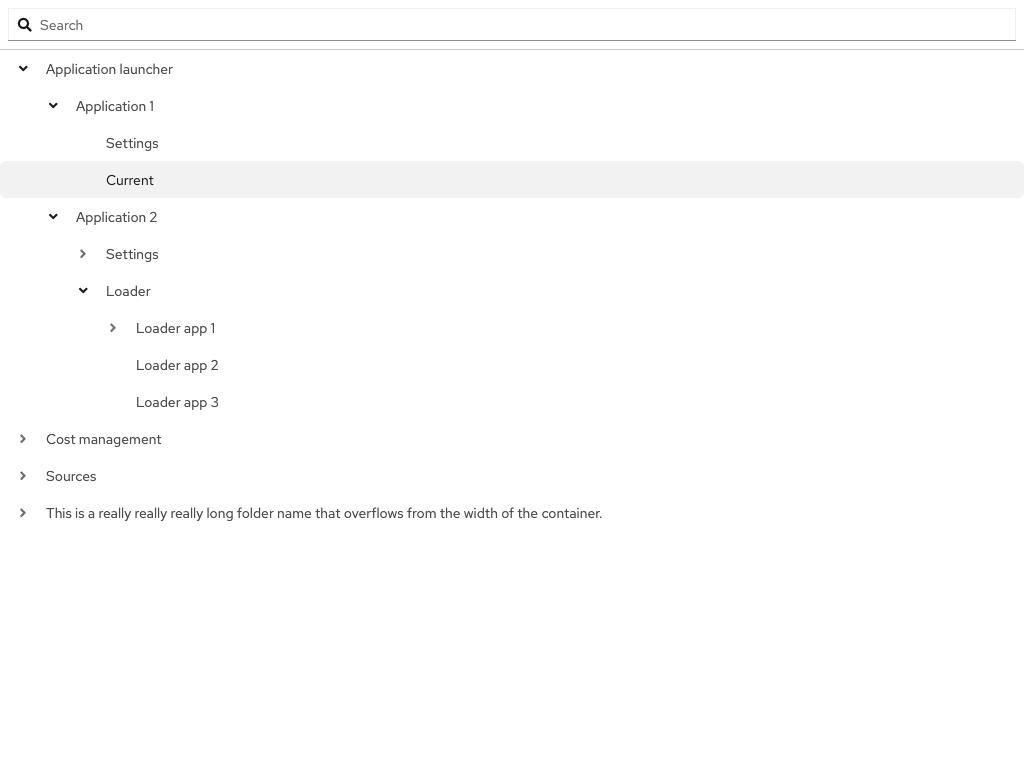 Search
Application launcher
Application 1
Settings
Current
Application 2
Settings
Loader
Loader app 1
Loader app 2
Loader app 3
Cost management
Sources
This is a really really really long folder name that overflows from the width of the container.